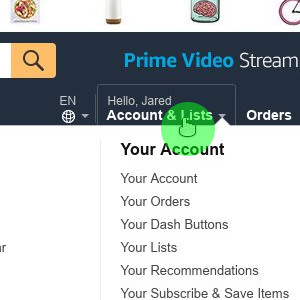 Prime Video Stream
EN
Hello, Jared
Account & Lists
Orders
Your Account
Your Account
Your Orders
Your Dash Buttons
Your Lists
Your Recommendations
Your Subscribe & Save Items